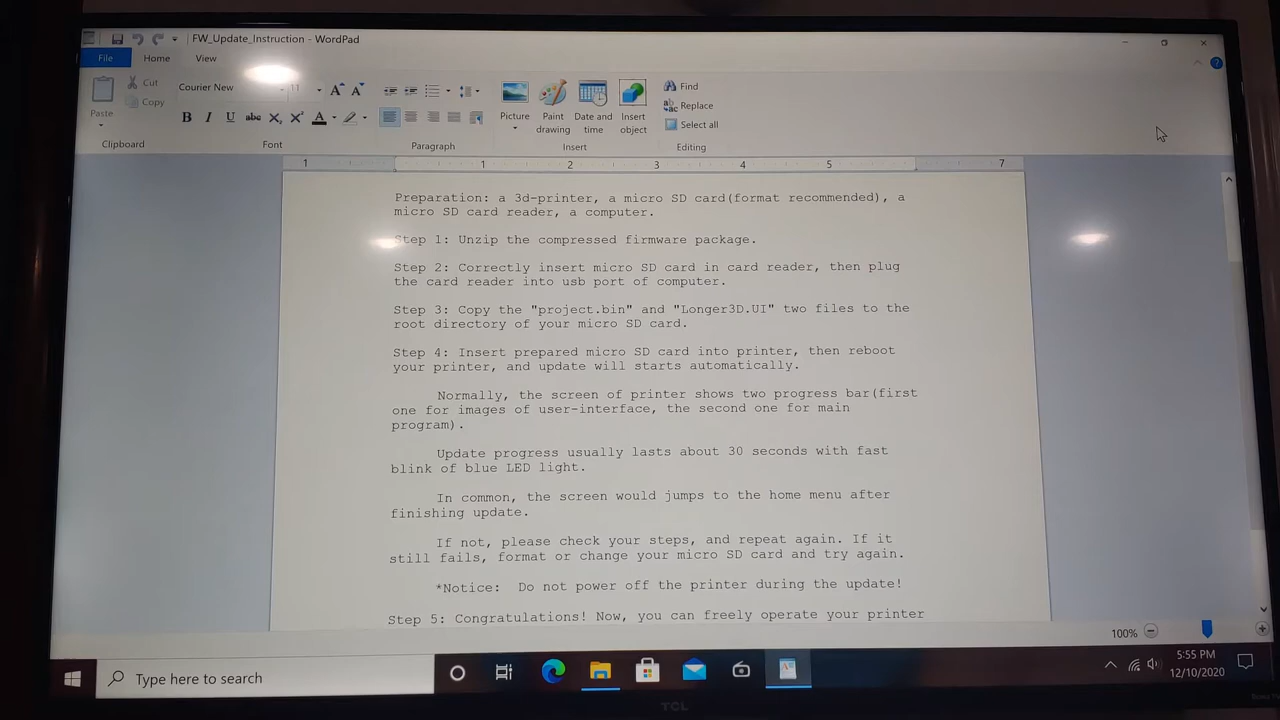 FW_Update_Instruction - WordPad
File Home View
Paste Cut Copy
Clipboard
Courier New 11
B I U abc X₂ X² A
Font
Paragraph
Picture Paint drawing Date and time Insert object
Insert
Find
Replace
Select all
Editing
1 1 2 3 4 5 7
Preparation: a 3d-printer, a micro SD card(format recommended), a
micro SD card reader, a computer.
Step 1: Unzip the compressed firmware package.
Step 2: Correctly insert micro SD card in card reader, then plug
the card reader into usb port of computer.
Step 3: Copy the "project.bin" and "Longer3D.UI" two files to the
root directory of your micro SD card.
Step 4: Insert prepared micro SD card into printer, then reboot
your printer, and update will starts automatically.
Normally, the screen of printer shows two progress bar(first
one for images of user-interface, the second one for main
program).
Update progress usually lasts about 30 seconds with fast
blink of blue LED light.
In common, the screen would jumps to the home menu after
finishing update.
If not, please check your steps, and repeat again. If it
still fails, format or change your micro SD card and try again.
*Notice: Do not power off the printer during the update!
Step 5: Congratulations! Now, you can freely operate your printer
100%
Type here to search
5:55 PM
12/10/2020
TCL